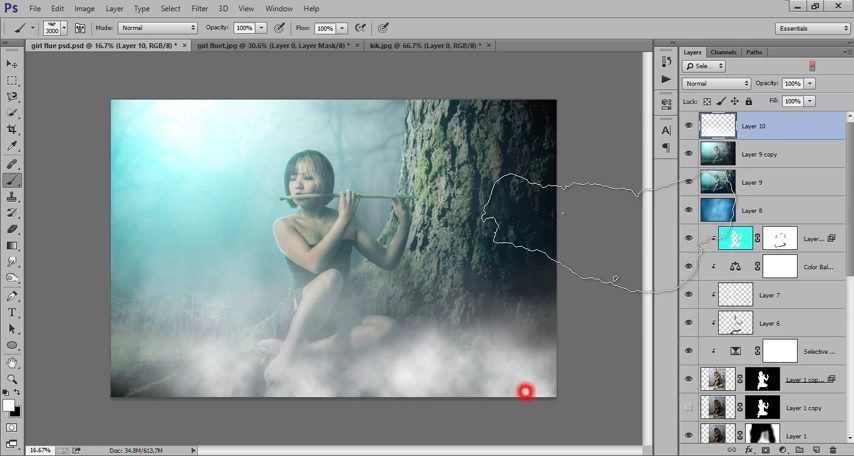 Ps File Edit Image Layer Type Select Filter 3D View Window Help
3000 Mode: Normal Opacity: 100% Flow: 100% Essentials
girl flue psd.psd @ 16.7% (Layer 10, RGB/8) * × girl fluet.jpg @ 30.6% (Layer 0, Layer Mask/8) * × kik.jpg @ 66.7% (Layer 0, RGB/8) * ×
Layers Channels Paths
Sele...
Normal Opacity: 100%
Lock: Fill: 100%
Layer 10
Layer 9 copy
Layer 9
Layer 8
Layer...
Color Bal...
Layer 7
Layer 6
Selective ...
Layer 1 cop...
Layer 1 copy
Layer 1
16.67% Doc: 34.8M/613.7M